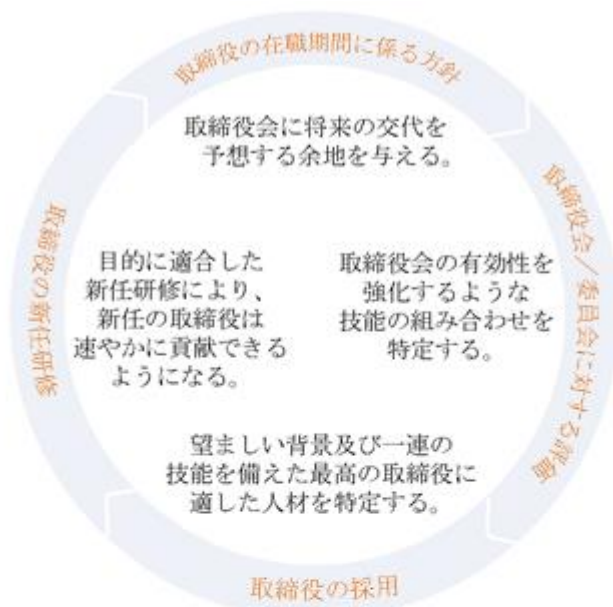 取締役の在職期間に係る方針
取締役会に将来の交代を
予想する余地を与える。
取締役会／委員会に対する評価
取締役会の有効性を
強化するような
技能の組み合わせを
特定する。
取締役の採用
望ましい背景及び一連の
技能を備えた最高の取締役に
適した人材を特定する。
取締役の新任研修
目的に適合した
新任研修により、
新任の取締役は
速やかに貢献できる
ようになる。